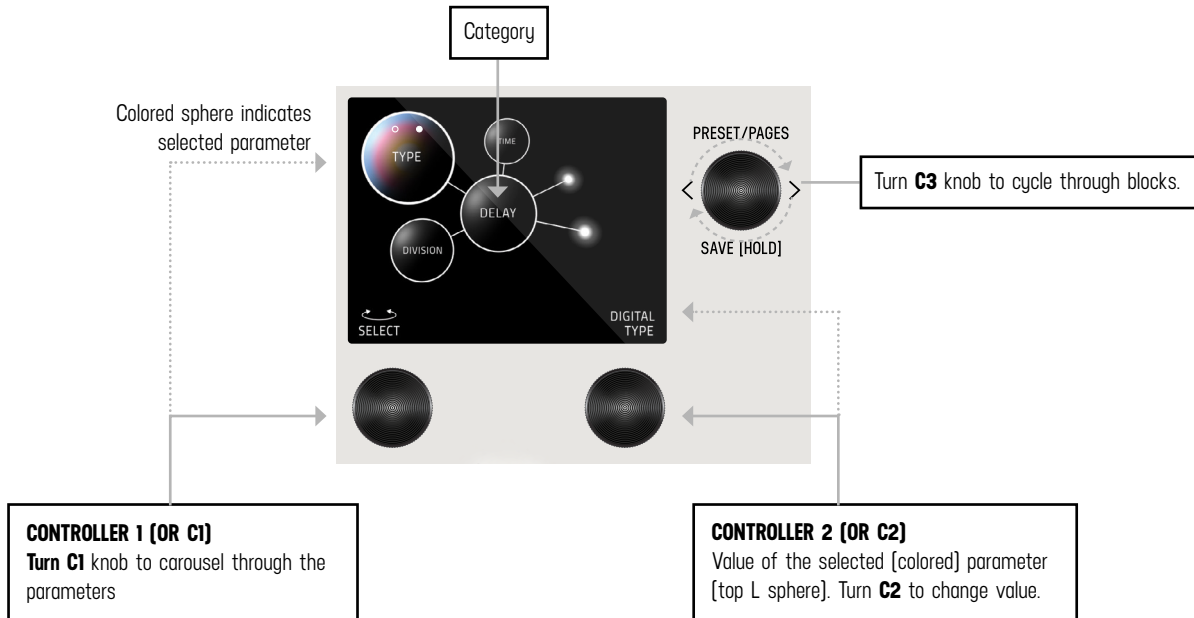 Category
Colored sphere indicates
selected parameter
TYPE
TIME
DELAY
DIVISION
SELECT
DIGITAL
TYPE
PRESET/PAGES
< >
SAVE [HOLD]
Turn C3 knob to cycle through blocks.
CONTROLLER 1 [OR C1]
Turn C1 knob to carousel through the
parameters
CONTROLLER 2 [OR C2]
Value of the selected [colored] parameter
[top L sphere]. Turn C2 to change value.